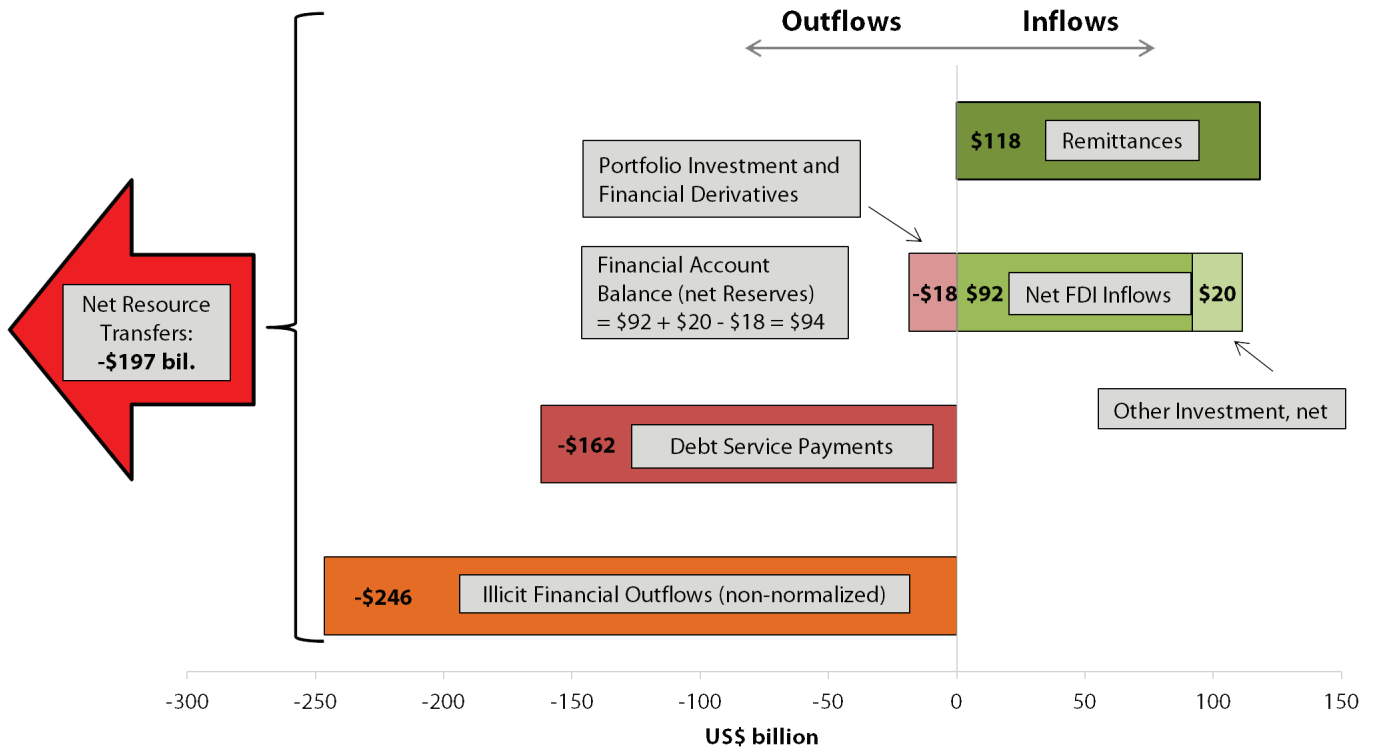 Outflows
Inflows
$118
Remittances
Portfolio Investment and
Financial Derivatives
Financial Account
Balance (net Reserves)
= $92 + $20 - $18 = $94
-$18
$92
Net FDI Inflows
$20
Other Investment, net
Net Resource
Transfers:
-$197 bil.
-$162
Debt Service Payments
-$246
Illicit Financial Outflows (non-normalized)
-300
-250
-200
-150
-100
-50
0
50
100
150
US$ billion